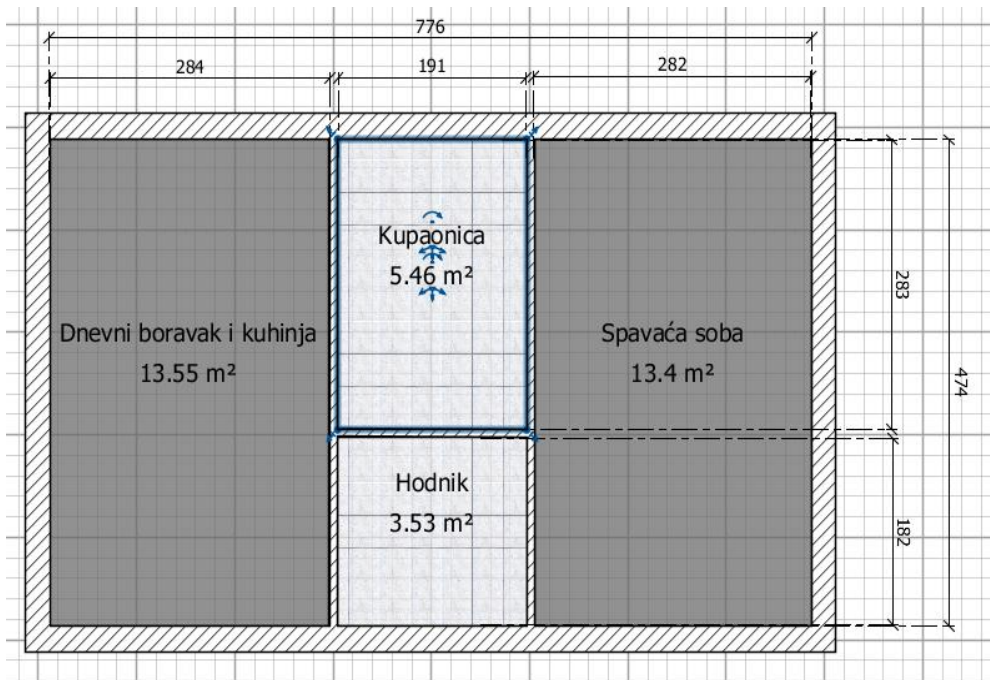 776
284
191
282
Kupaonica
5.46 m²
283
Dnevni boravak i kuhinja
13.55 m²
Spavaća soba
13.4 m²
474
Hodnik
3.53 m²
182